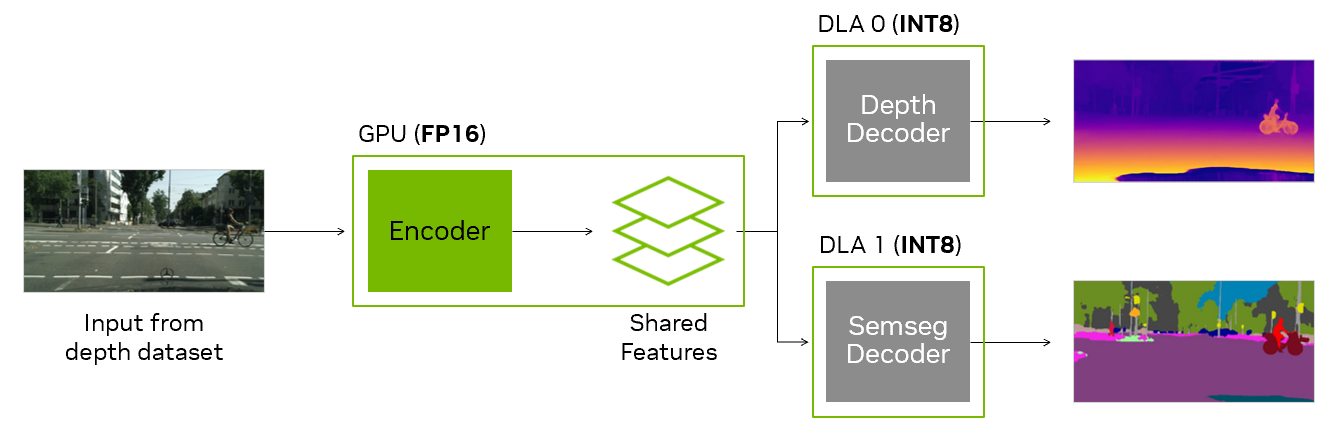 Input from
depth dataset
GPU (FP16)
Encoder
Shared
Features
DLA 0 (INT8)
Depth
Decoder
DLA 1 (INT8)
Semseg
Decoder